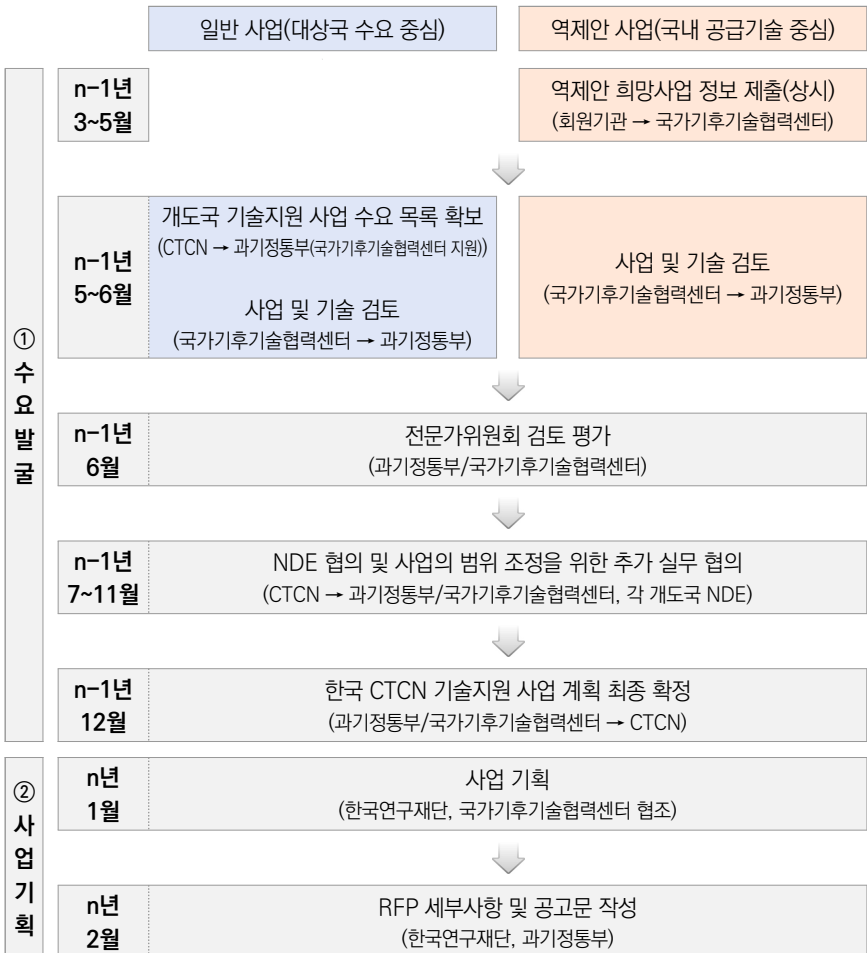 일반 사업(대상국 수요 중심)
역제안 사업(국내 공급기술 중심)
①
수
요
발
굴
n-1년
3~5월
역제안 희망사업 정보 제출(상시)
(회원기관 → 국가기후기술협력센터)
n-1년
5~6월
개도국 기술지원 사업 수요 목록 확보
(CTCN → 과기정통부(국가기후기술협력센터 지원))
사업 및 기술 검토
(국가기후기술협력센터 → 과기정통부)
사업 및 기술 검토
(국가기후기술협력센터 → 과기정통부)
n-1년
6월
전문가위원회 검토 평가
(과기정통부/국가기후기술협력센터)
n-1년
7~11월
NDE 협의 및 사업의 범위 조정을 위한 추가 실무 협의
(CTCN → 과기정통부/국가기후기술협력센터, 각 개도국 NDE)
n-1년
12월
한국 CTCN 기술지원 사업 계획 최종 확정
(과기정통부/국가기후기술협력센터 → CTCN)
②
사
업
기
획
n년
1월
사업 기획
(한국연구재단, 국가기후기술협력센터 협조)
n년
2월
RFP 세부사항 및 공고문 작성
(한국연구재단, 과기정통부)